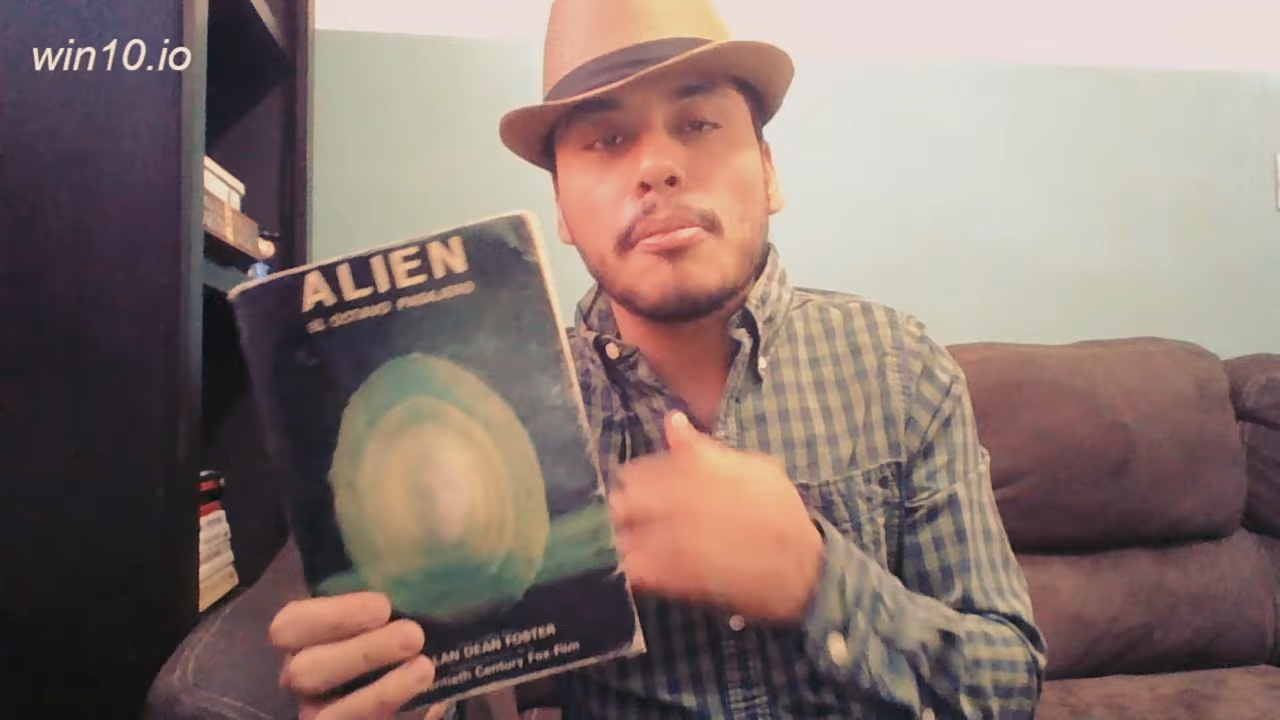 win10.io
ALIEN
EL OCTAVO PASAJERO
ALAN DEAN FOSTER
Twentieth Century Fox Film